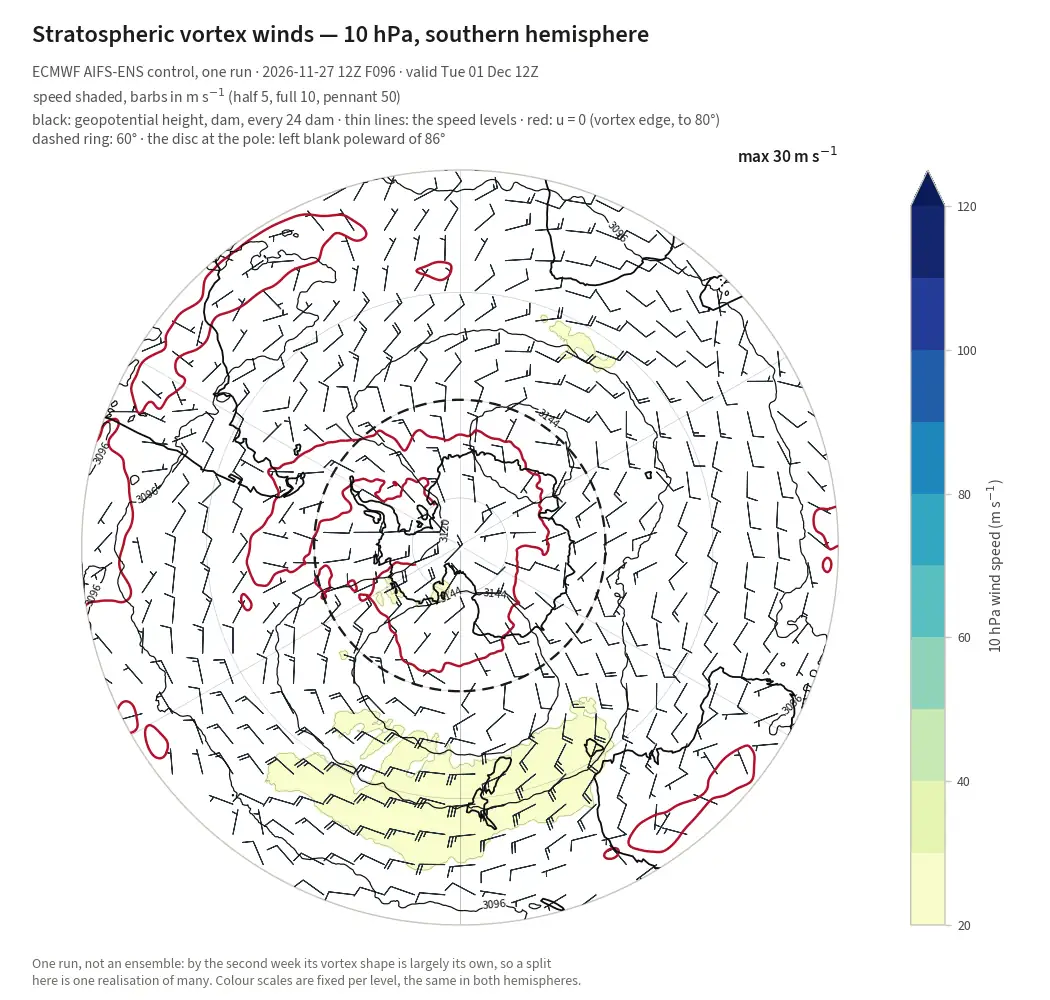 Stratospheric vortex winds — 10 hPa, southern hemisphere
ECMWF AIFS-ENS control, one run · 2026-11-27 12Z F096 · valid Tue 01 Dec 12Z
speed shaded, barbs in m s⁻¹ (half 5, full 10, pennant 50)
black: geopotential height, dam, every 24 dam · thin lines: the speed levels · red: u = 0 (vortex edge, to 80°)
dashed ring: 60° · the disc at the pole: left blank poleward of 86°
max 30 m s⁻¹
120
100
80
60
40
20
10 hPa wind speed (m s⁻¹)
3096
3144
3096
3096
3120
3096
3144
3144
3096
3096
One run, not an ensemble: by the second week its vortex shape is largely its own, so a split
here is one realisation of many. Colour scales are fixed per level, the same in both hemispheres.